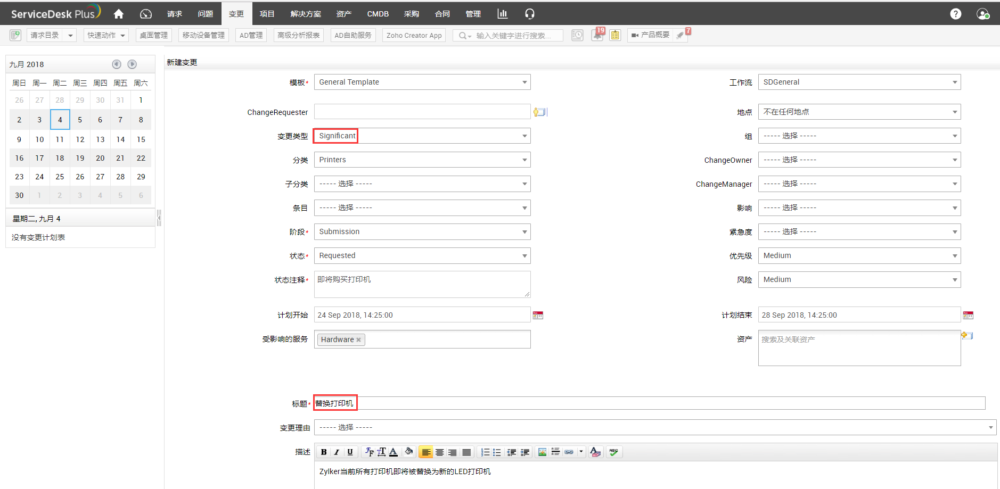 ServiceDesk Plus 请求 问题 变更 项目 解决方案 资产 CMDB 采购 合同 管理 ?
请求目录 快速动作 桌面管理 移动设备管理 AD管理 高级分析报表 AD自助服务 Zoho Creator App 输入关键字进行搜索... 19 产品概要 7
九月 2018
周日 周一 周二 周三 周四 周五 周六
26 27 28 29 30 31 1
2 3 4 5 6 7 8
9 10 11 12 13 14 15
16 17 18 19 20 21 22
23 24 25 26 27 28 29
30 1 2 3 4 5 6
星期二, 九月 4
没有变更计划表
新建变更
模板* General Template 工作流 SDGeneral
ChangeRequester 地点 不在任何地点
变更类型 Significant 组 ----- 选择 -----
分类 Printers ChangeOwner ----- 选择 -----
子分类 ----- 选择 ----- ChangeManager ----- 选择 -----
条目 ----- 选择 ----- 影响 ----- 选择 -----
阶段* Submission 紧急度 ----- 选择 -----
状态* Requested 优先级 Medium
状态注释* 即将购买打印机 风险 Medium
计划开始 24 Sep 2018, 14:25:00 计划结束 28 Sep 2018, 14:25:00
受影响的服务 Hardware × 资产 搜索及关联资产
标题* 替换打印机
变更理由 ----- 选择 -----
描述 B I U F F T T A A ABC
Zylker当前所有打印机即将被替换为新的LED打印机